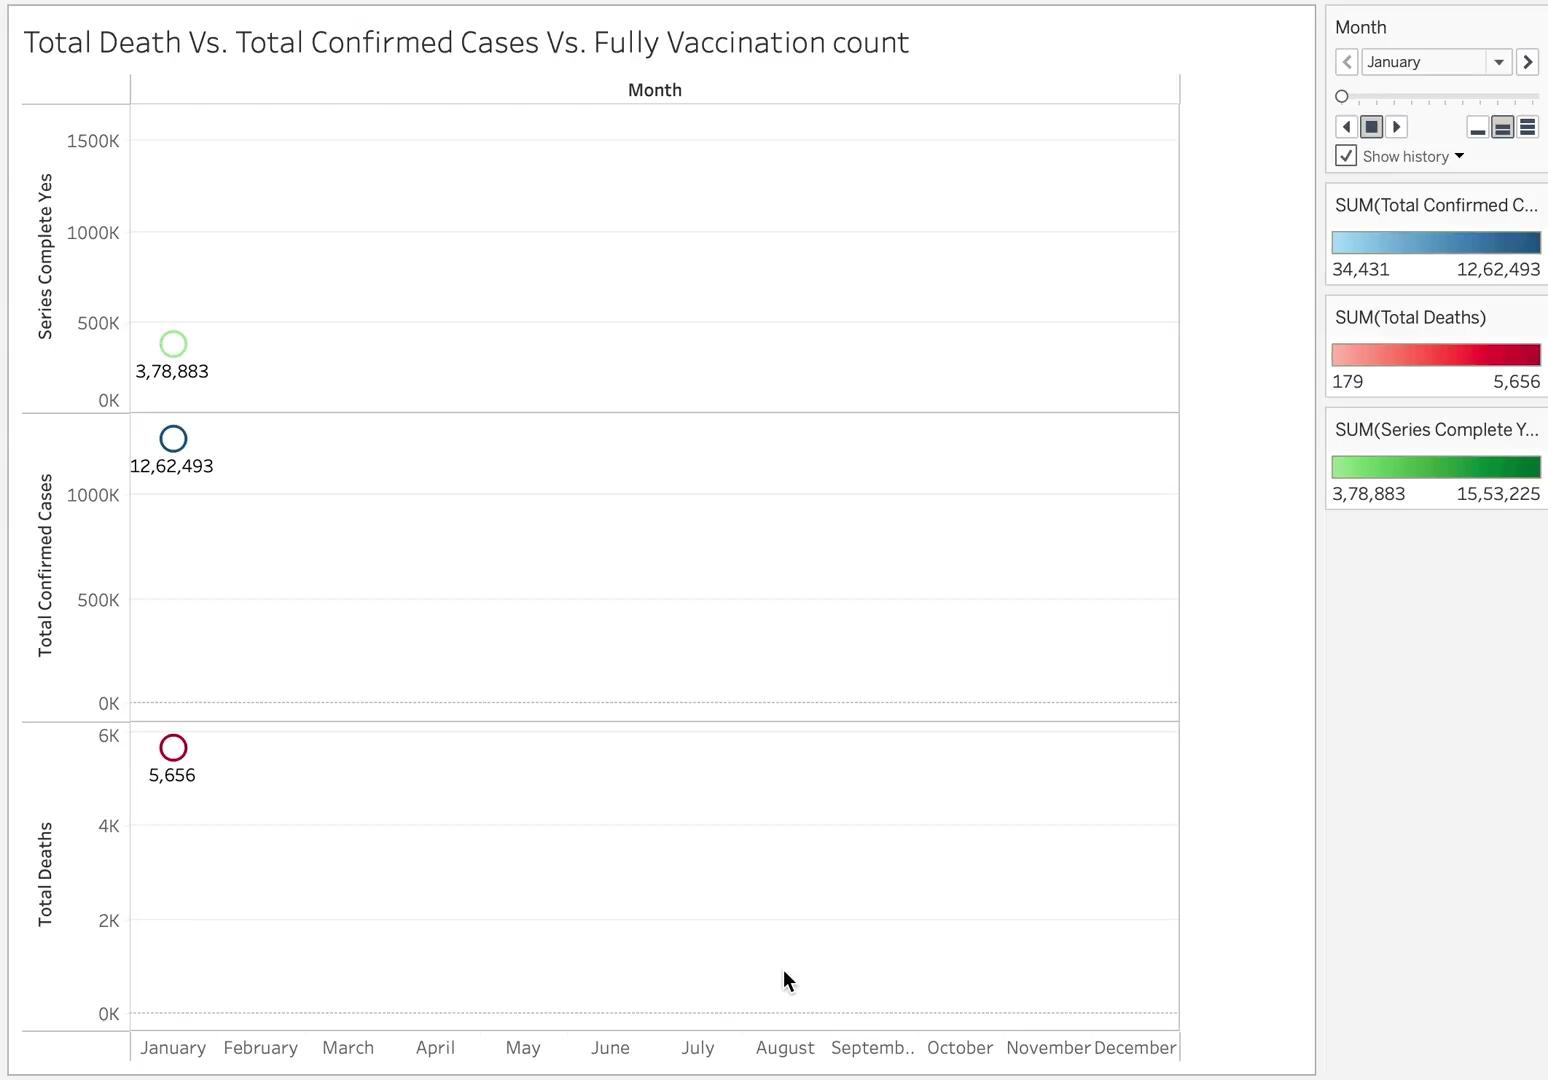 Total Death Vs. Total Confirmed Cases Vs. Fully Vaccination count
Month
Series Complete Yes
1500K
1000K
500K
0K
3,78,883
Total Confirmed Cases
1000K
500K
0K
12,62,493
Total Deaths
6K
4K
2K
0K
5,656
January February March April May June July August Septemb.. October November December
Month
January
Show history
SUM(Total Confirmed C...
34,431 12,62,493
SUM(Total Deaths)
179 5,656
SUM(Series Complete Y...
3,78,883 15,53,225